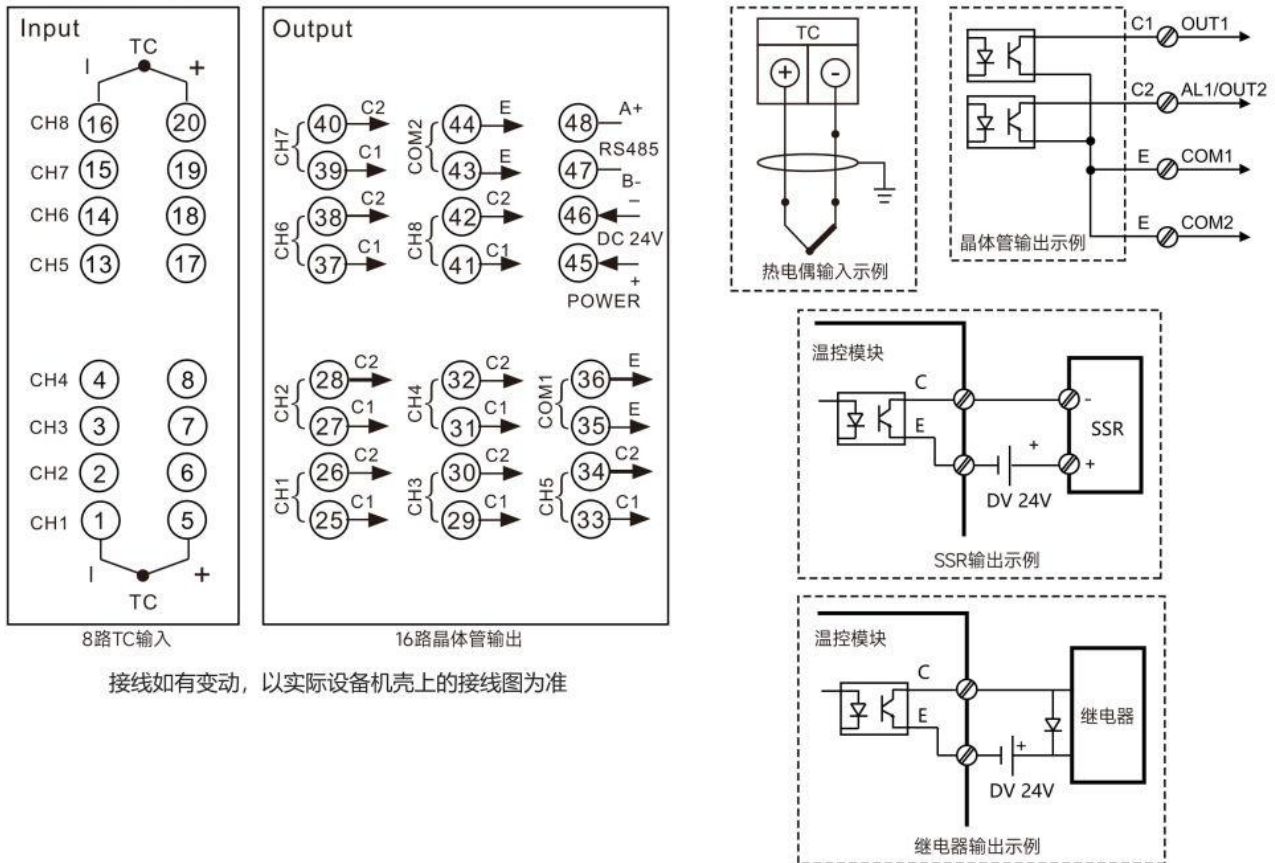 Input
TC
I +
CH8 16 20
CH7 15 19
CH6 14 18
CH5 13 17
CH4 4 8
CH3 3 7
CH2 2 6
CH1 1 5
I +
TC
8路TC输入
Output
CH7 40 C2
39 C1
CH6 38 C2
37 C1
COM2 44 E
43 E
CH8 42 C2
41 C1
48 A+
RS485
47 B-
46 −
DC 24V
45 +
POWER
CH2 28 C2
27 C1
CH1 26 C2
25 C1
CH4 32 C2
31 C1
CH3 30 C2
29 C1
COM1 36 E
35 E
CH5 34 C2
33 C1
16路晶体管输出
接线如有变动，以实际设备机壳上的接线图为准
TC
+ -
热电偶输入示例
C1 OUT1
C2 AL1/OUT2
E COM1
E COM2
晶体管输出示例
温控模块
C
E
-
SSR
+ +
DV 24V
SSR输出示例
温控模块
C
E
继电器
+
DV 24V
继电器输出示例